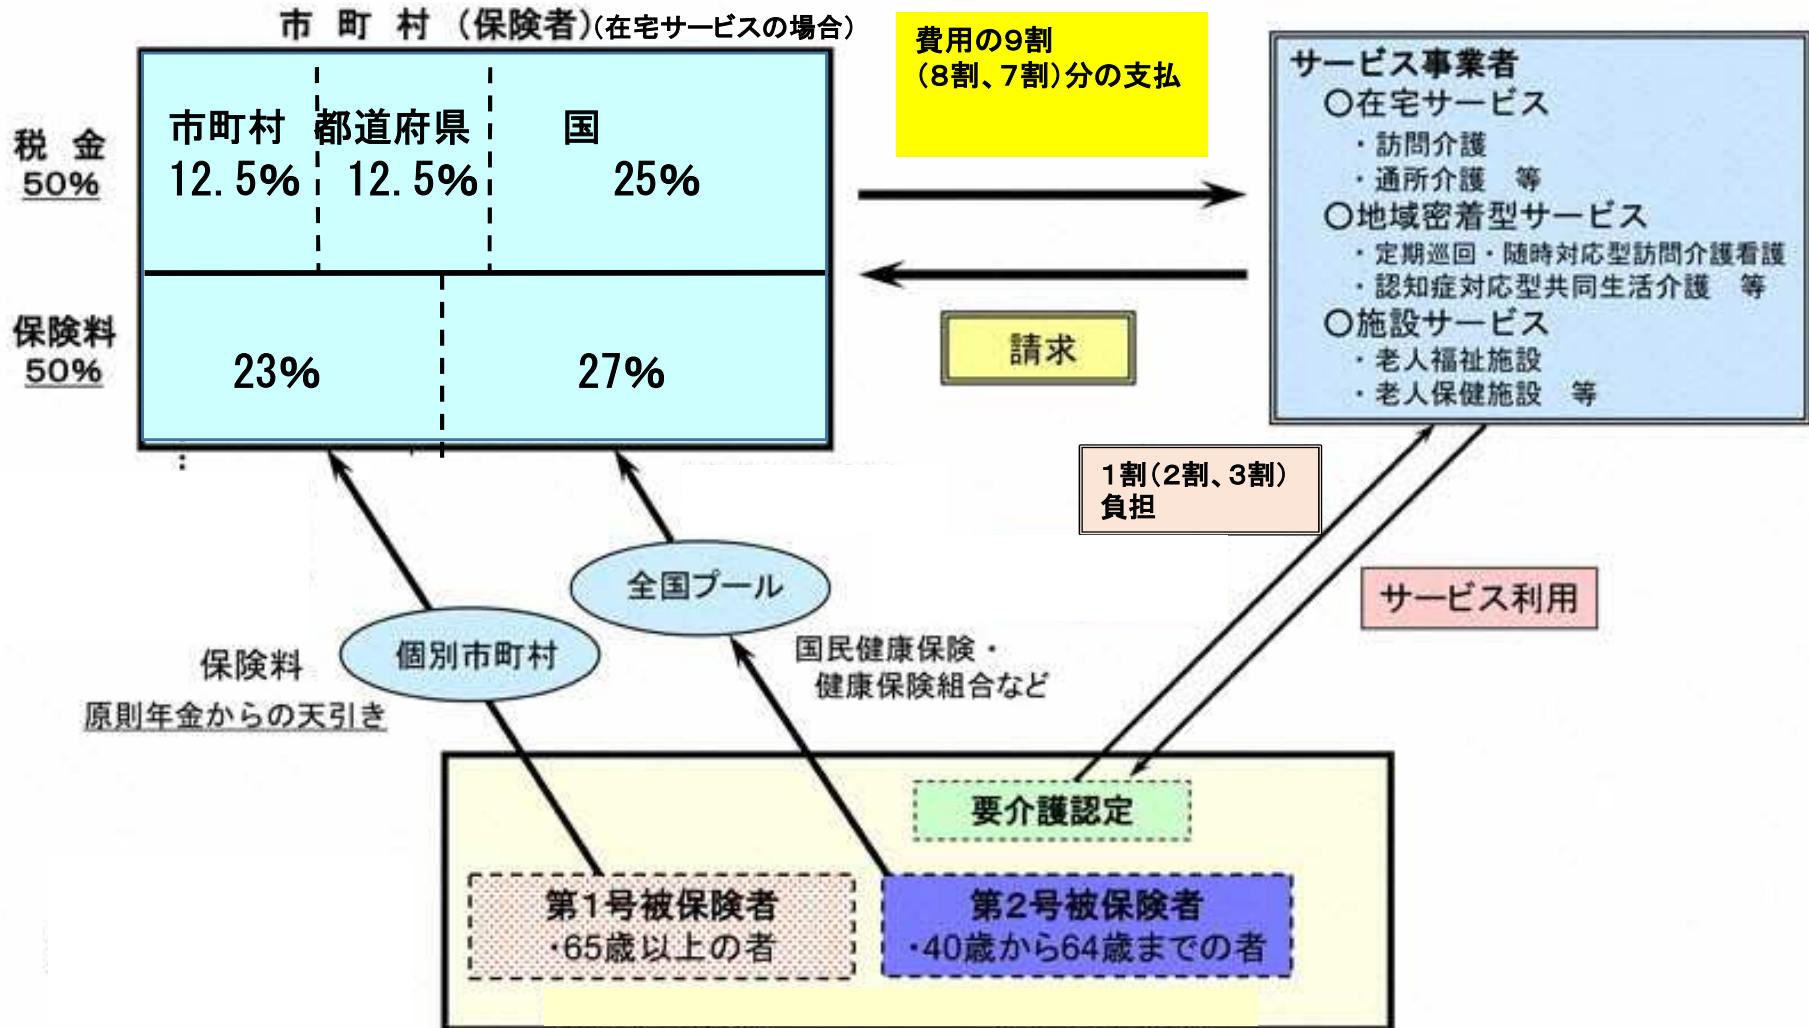 市 町 村 (保険者)(在宅サービスの場合)
税 金
50%
市町村 都道府県 国
12.5% 12.5% 25%
保険料
50%
23% 27%
費用の9割
(8割、7割)分の支払
請求
サービス事業者
○在宅サービス
・訪問介護
・通所介護 等
○地域密着型サービス
・定期巡回・随時対応型訪問介護看護
・認知症対応型共同生活介護 等
○施設サービス
・老人福祉施設
・老人保健施設 等
1割(2割、3割)
負担
サービス利用
全国プール
個別市町村
国民健康保険・
健康保険組合など
保険料
原則年金からの天引き
要介護認定
第1号被保険者
・65歳以上の者
第2号被保険者
・40歳から64歳までの者